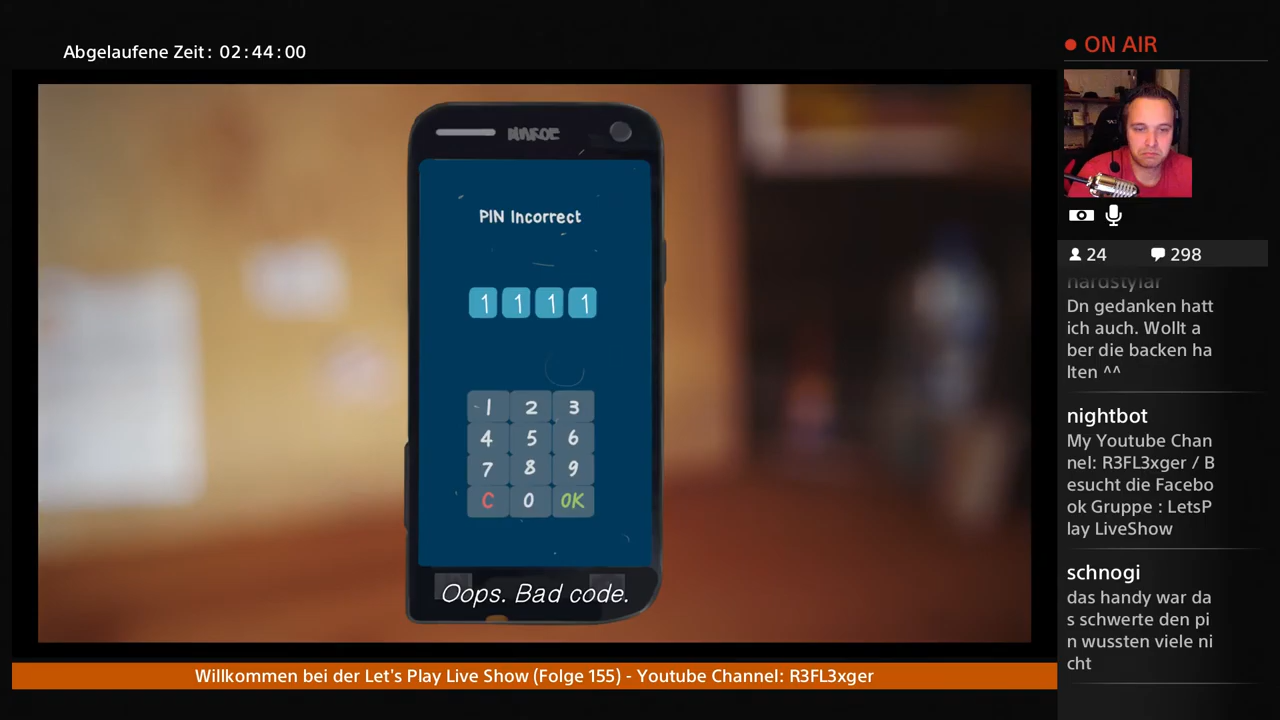 Abgelaufene Zeit: 02:44:00
ON AIR
PIN Incorrect
1 1 1 1
1 2 3
4 5 6
7 8 9
C 0 OK
Oops. Bad code.
24 298
hardstylar
Dn gedanken hatt
ich auch. Wollt a
ber die backen ha
lten ^^
nightbot
My Youtube Chan
nel: R3FL3xger / B
esucht die Facebo
ok Gruppe : LetsP
lay LiveShow
schnogi
das handy war da
s schwerte den pi
n wussten viele ni
cht
Willkommen bei der Let's Play Live Show (Folge 155) - Youtube Channel: R3FL3xger